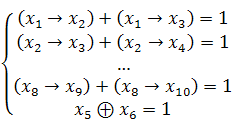 (x₁ → x₂) + (x₁ → x₃) = 1
(x₂ → x₃) + (x₂ → x₄) = 1
...
(x₈ → x₉) + (x₈ → x₁₀) = 1
x₅ ⊕ x₆ = 1